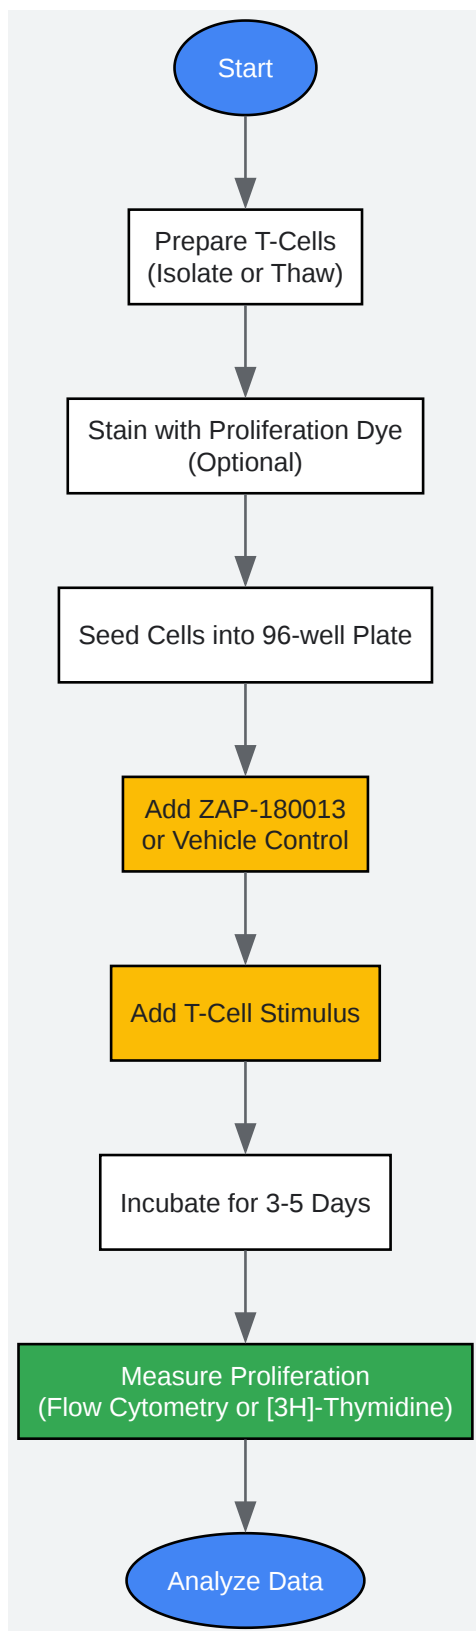 Start
Prepare T-Cells
(Isolate or Thaw)
Stain with Proliferation Dye
(Optional)
Seed Cells into 96-well Plate
Add ZAP-180013
or Vehicle Control
Add T-Cell Stimulus
Incubate for 3-5 Days
Measure Proliferation
(Flow Cytometry or [3H]-Thymidine)
Analyze Data